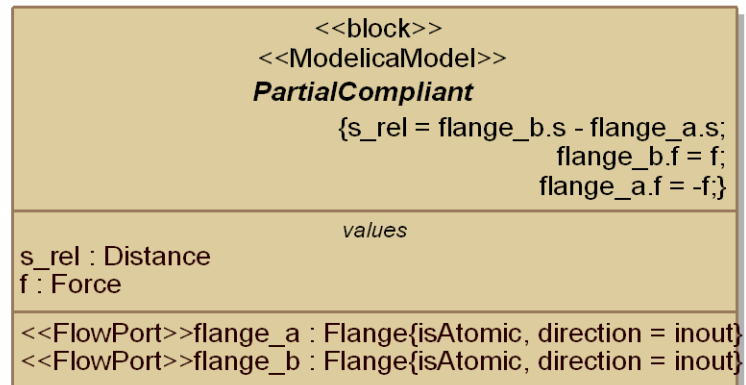 <<block>>
<<ModelicaModel>>
PartialCompliant
{s_rel = flange_b.s - flange_a.s;
flange_b.f = f;
flange_a.f = -f;}
values
s_rel : Distance
f : Force
<<FlowPort>>flange_a : Flange{isAtomic, direction = inout}
<<FlowPort>>flange_b : Flange{isAtomic, direction = inout}